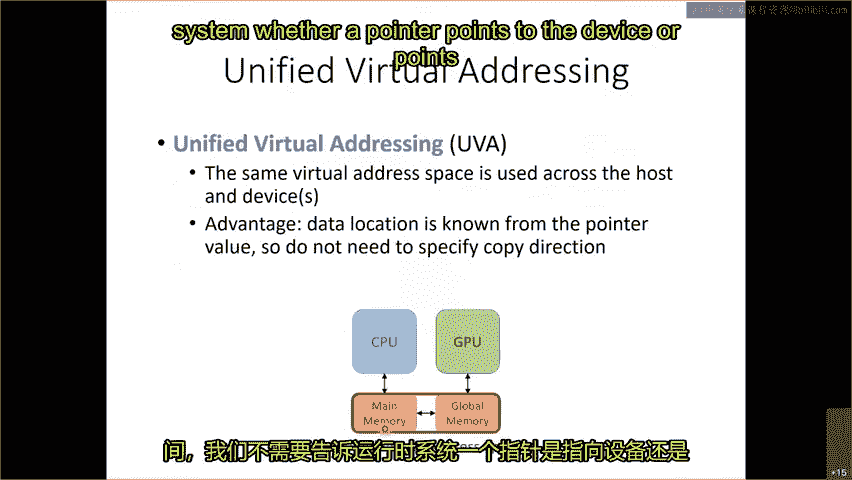 system whether a pointer points to the device or
points
Unified Virtual Addressing
• Unified Virtual Addressing (UVA)
• The same virtual address space is used across the host
and device(s)
• Advantage: data location is known from the pointer
value, so do not need to specify copy direction
CPU
GPU
Main
Memory
Global
Memory
间，我们不需要告诉运行时系统一个指针是指向设备还是
+15